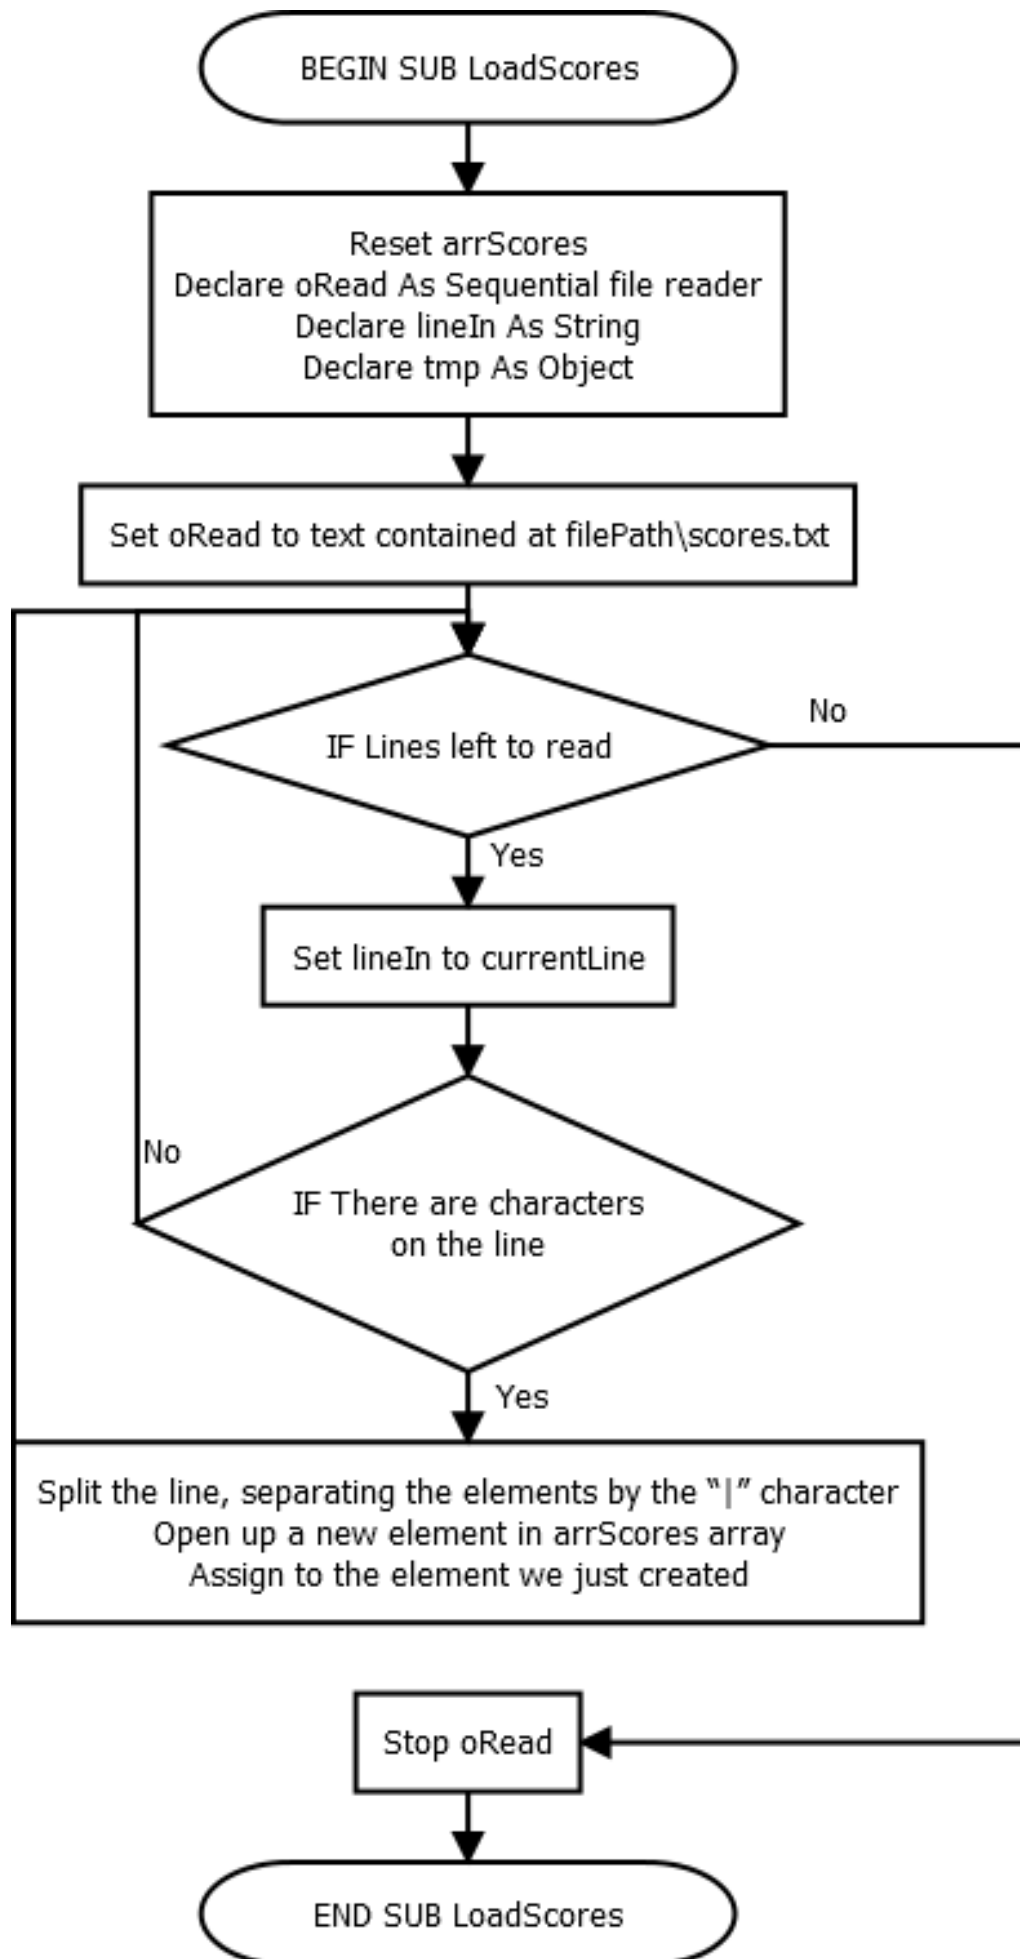 BEGIN SUB LoadScores
Reset arrScores
Declare oRead As Sequential file reader
Declare lineIn As String
Declare tmp As Object
Set oRead to text contained at filePath\scores.txt
IF Lines left to read
No
Yes
Set lineIn to currentLine
No
IF There are characters
on the line
Yes
Split the line, separating the elements by the “|” character
Open up a new element in arrScores array
Assign to the element we just created
Stop oRead
END SUB LoadScores